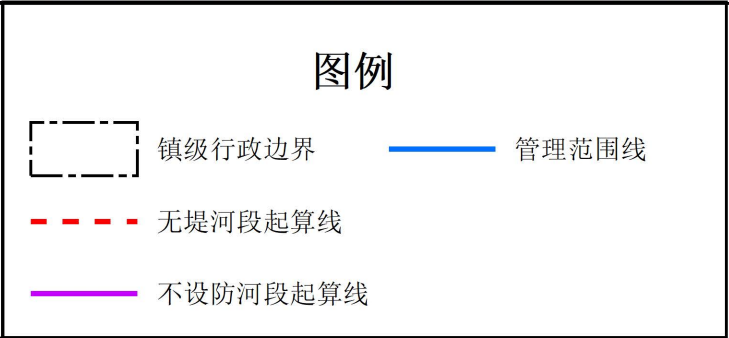 图例
镇级行政边界
管理范围线
无堤河段起算线
不设防河段起算线